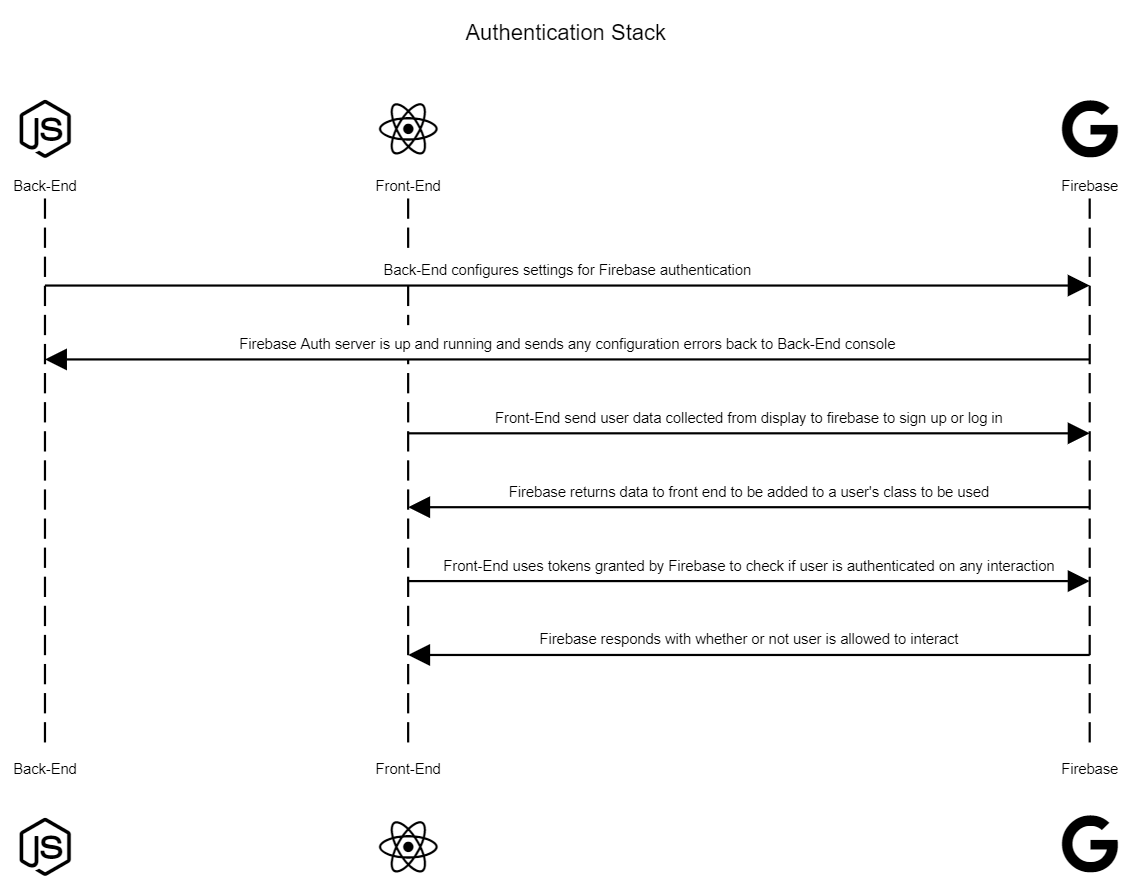 Authentication Stack
JS
G
Back-End
Front-End
Firebase
Back-End configures settings for Firebase authentication
Firebase Auth server is up and running and sends any configuration errors back to Back-End console
Front-End send user data collected from display to firebase to sign up or log in
Firebase returns data to front end to be added to a user's class to be used
Front-End uses tokens granted by Firebase to check if user is authenticated on any interaction
Firebase responds with whether or not user is allowed to interact
Back-End
Front-End
Firebase
JS
G